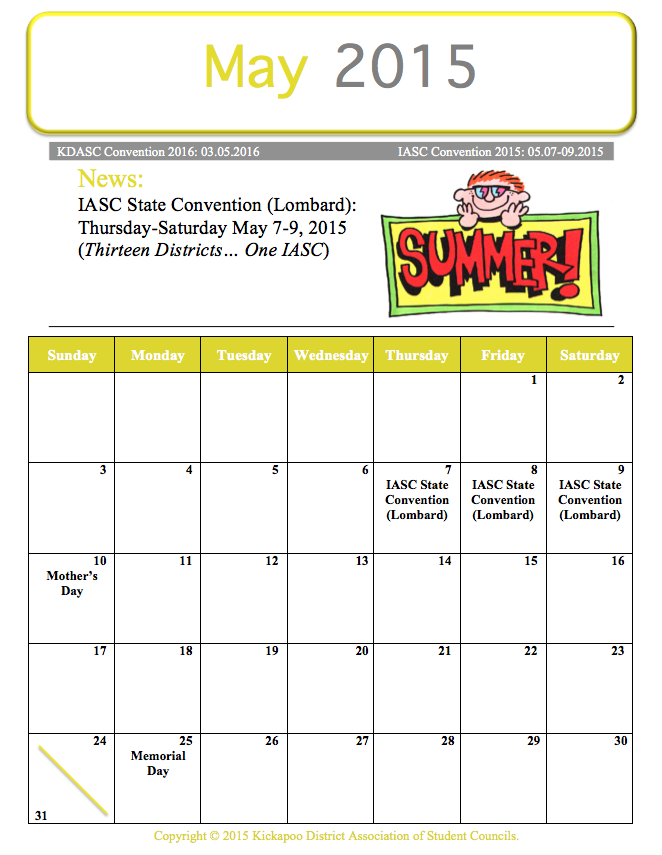 May 2015
KDASC Convention 2016: 03.05.2016 IASC Convention 2015: 05.07-09.2015
News:
IASC State Convention (Lombard):
Thursday-Saturday May 7-9, 2015
(Thirteen Districts… One IASC)
SUMMER!
Sunday Monday Tuesday Wednesday Thursday Friday Saturday
1 2
3 4 5 6 7 8 9
IASC State IASC State IASC State
Convention Convention Convention
(Lombard) (Lombard) (Lombard)
10 11 12 13 14 15 16
Mother’s
Day
17 18 19 20 21 22 23
24 25 26 27 28 29 30
Memorial
Day
31
Copyright © 2015 Kickapoo District Association of Student Councils.